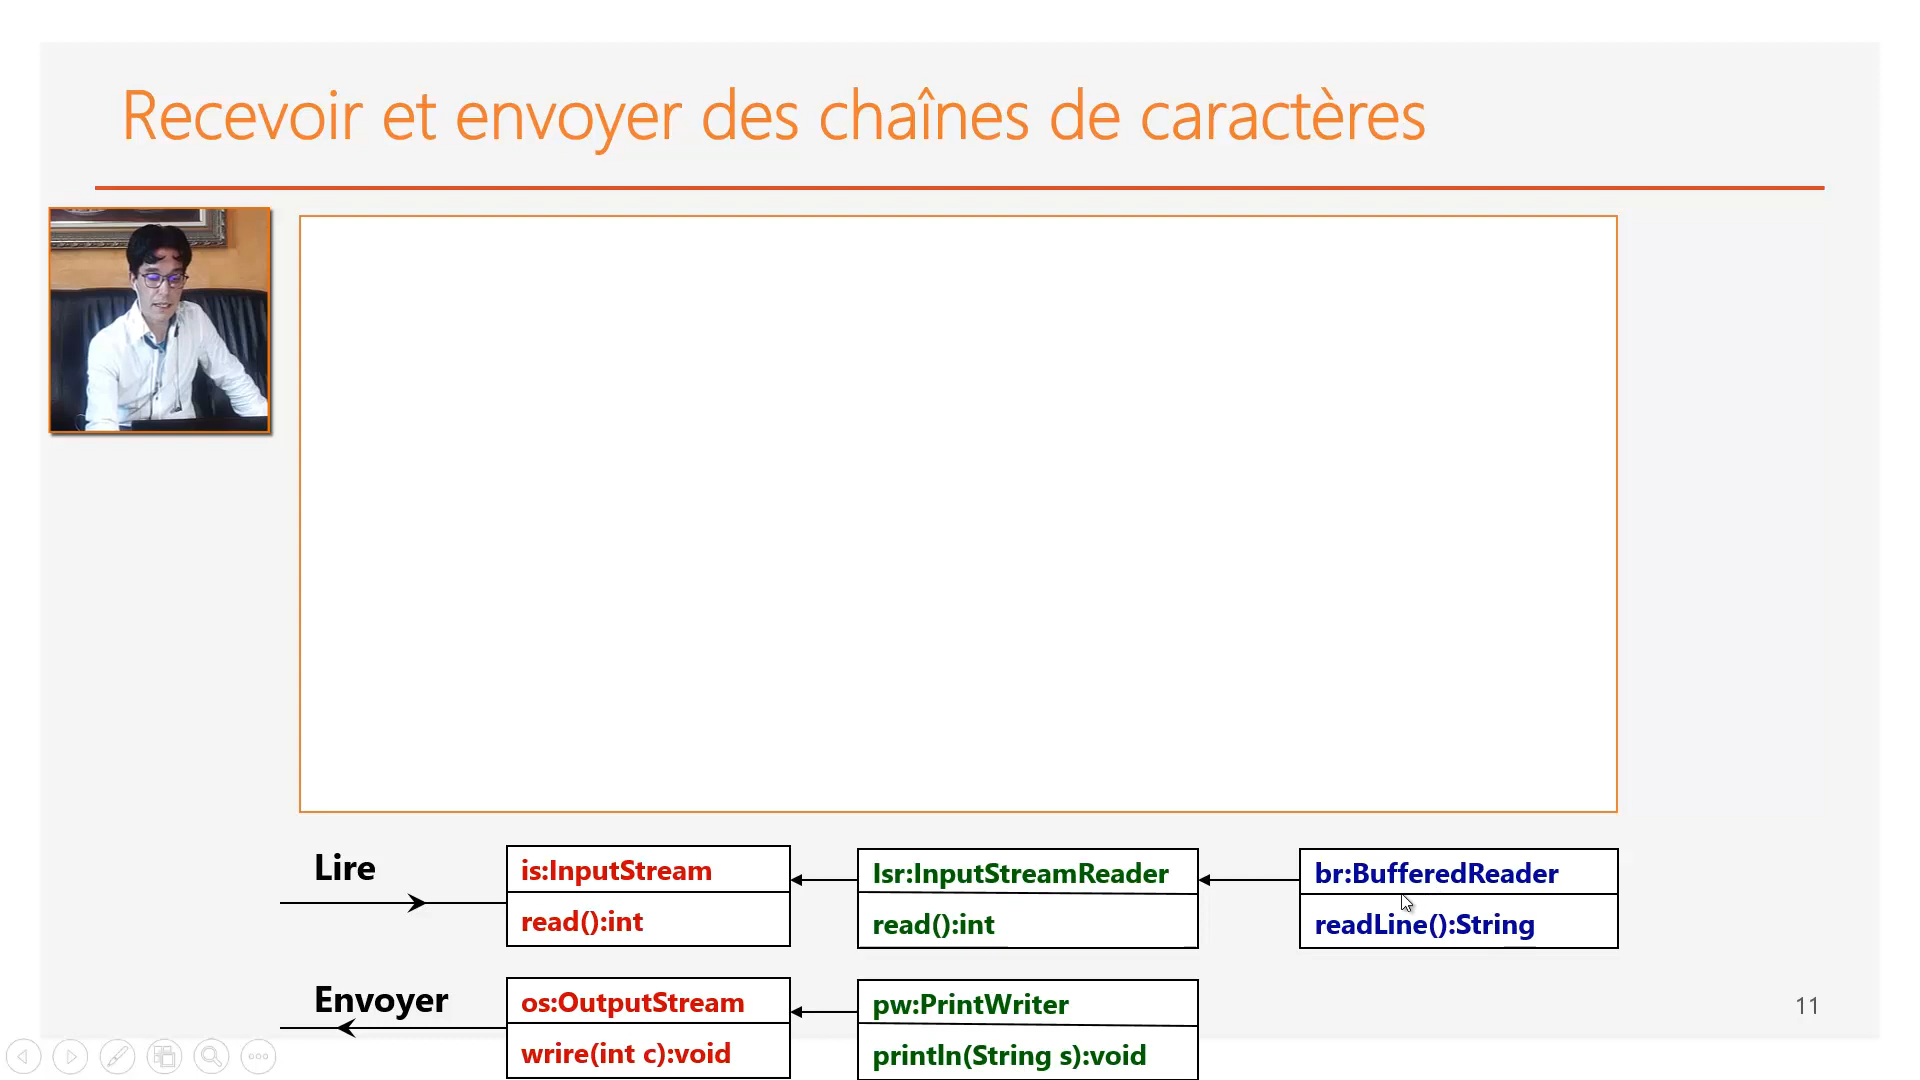 Recevoir et envoyer des chaînes de caractères
Lire
is:InputStream
read():int
Isr:InputStreamReader
read():int
br:BufferedReader
readLine():String
Envoyer
os:OutputStream
wrire(int c):void
pw:PrintWriter
println(String s):void
11